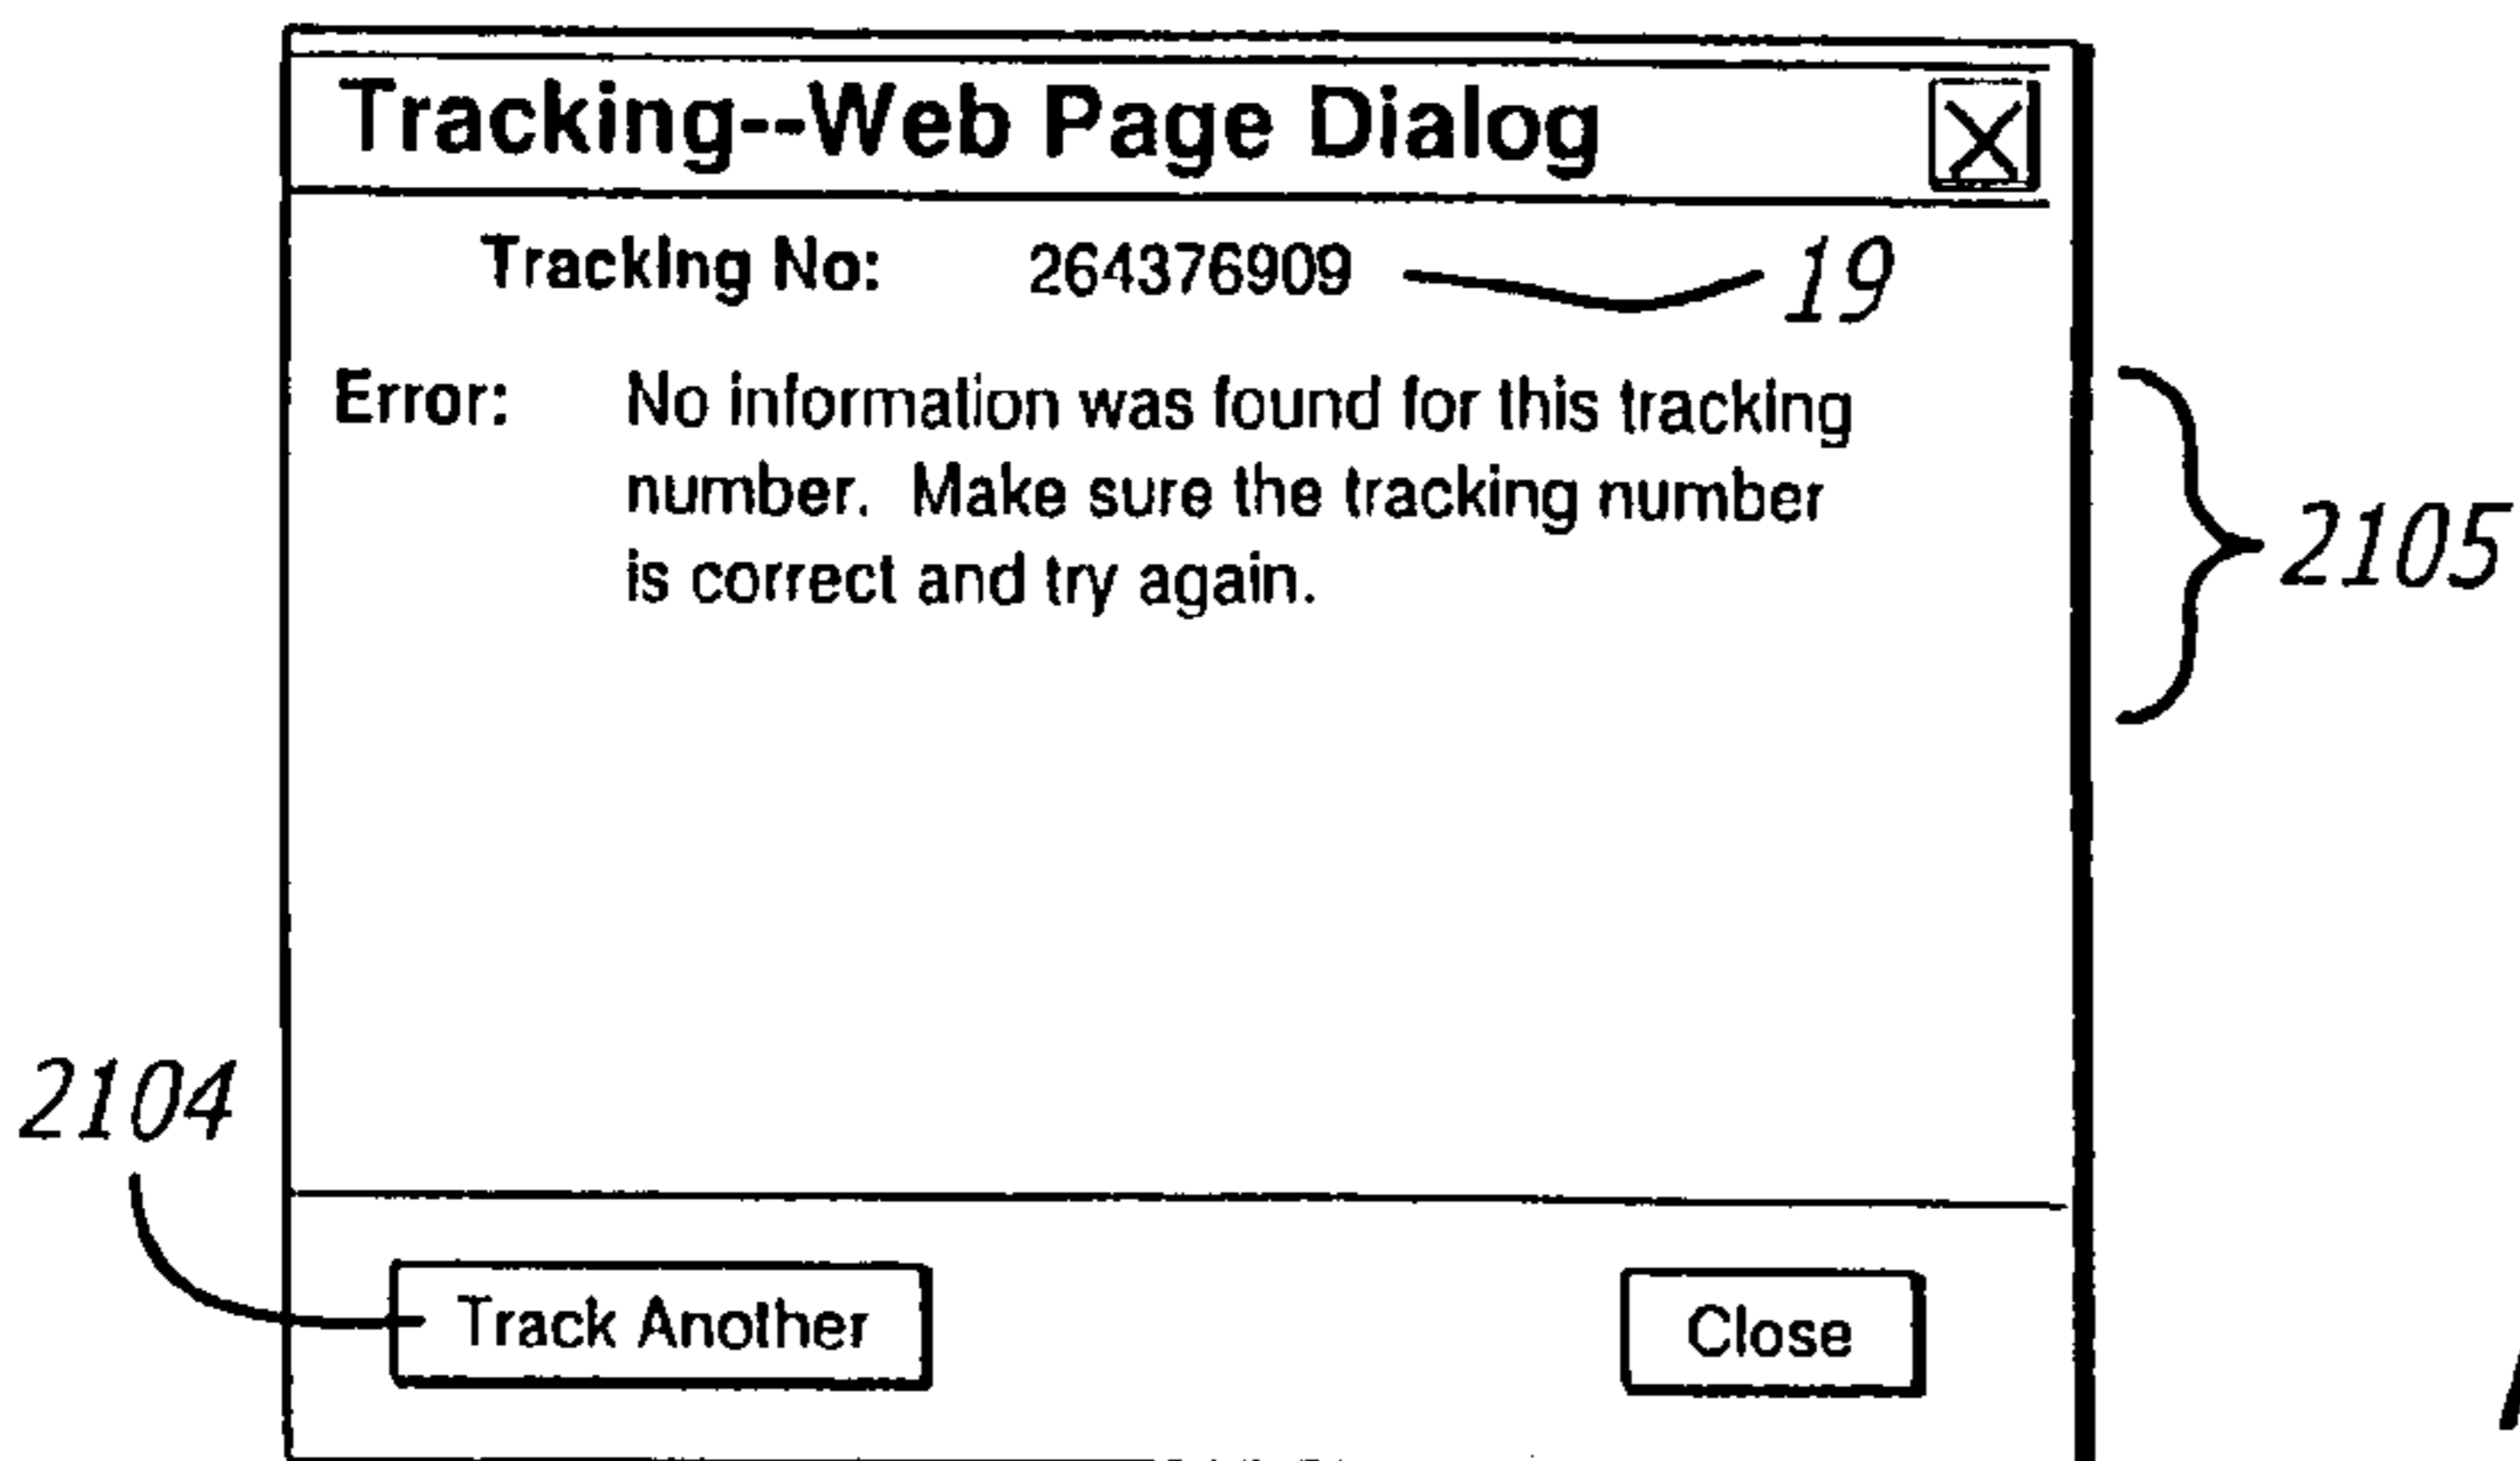 Tracking--Web Page Dialog X
Tracking No: 264376909 19
Error: No information was found for this tracking
number. Make sure the tracking number
is correct and try again.
2105
2104
Track Another Close